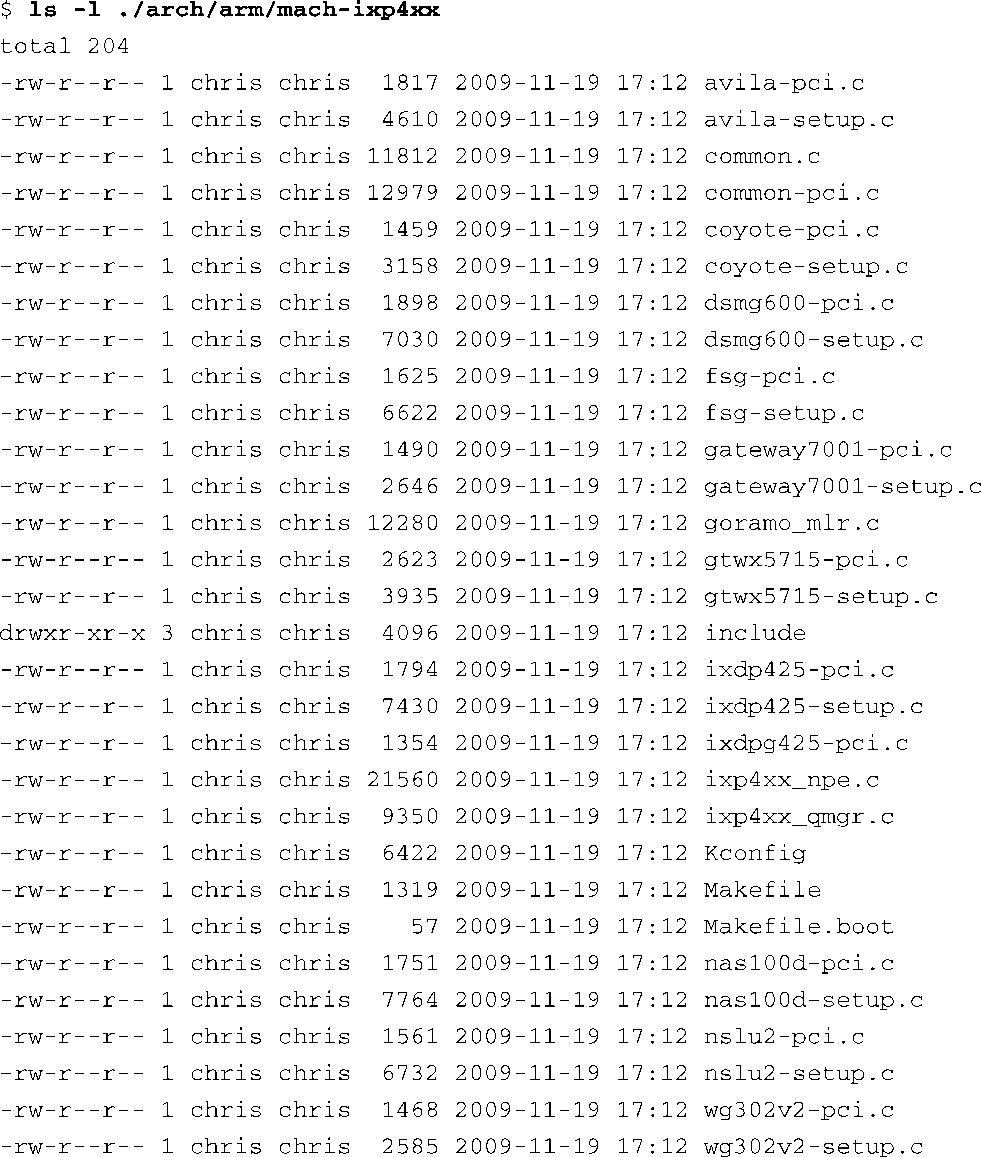 $ ls -l ./arch/arm/mach-ixp4xx
total 204
-rw-r--r-- 1 chris chris  1817 2009-11-19 17:12 avila-pci.c
-rw-r--r-- 1 chris chris  4610 2009-11-19 17:12 avila-setup.c
-rw-r--r-- 1 chris chris 11812 2009-11-19 17:12 common.c
-rw-r--r-- 1 chris chris 12979 2009-11-19 17:12 common-pci.c
-rw-r--r-- 1 chris chris  1459 2009-11-19 17:12 coyote-pci.c
-rw-r--r-- 1 chris chris  3158 2009-11-19 17:12 coyote-setup.c
-rw-r--r-- 1 chris chris  1898 2009-11-19 17:12 dsmg600-pci.c
-rw-r--r-- 1 chris chris  7030 2009-11-19 17:12 dsmg600-setup.c
-rw-r--r-- 1 chris chris  1625 2009-11-19 17:12 fsg-pci.c
-rw-r--r-- 1 chris chris  6622 2009-11-19 17:12 fsg-setup.c
-rw-r--r-- 1 chris chris  1490 2009-11-19 17:12 gateway7001-pci.c
-rw-r--r-- 1 chris chris  2646 2009-11-19 17:12 gateway7001-setup.c
-rw-r--r-- 1 chris chris 12280 2009-11-19 17:12 goramo_mlr.c
-rw-r--r-- 1 chris chris  2623 2009-11-19 17:12 gtwx5715-pci.c
-rw-r--r-- 1 chris chris  3935 2009-11-19 17:12 gtwx5715-setup.c
drwxr-xr-x 3 chris chris  4096 2009-11-19 17:12 include
-rw-r--r-- 1 chris chris  1794 2009-11-19 17:12 ixdp425-pci.c
-rw-r--r-- 1 chris chris  7430 2009-11-19 17:12 ixdp425-setup.c
-rw-r--r-- 1 chris chris  1354 2009-11-19 17:12 ixdpg425-pci.c
-rw-r--r-- 1 chris chris 21560 2009-11-19 17:12 ixp4xx_npe.c
-rw-r--r-- 1 chris chris  9350 2009-11-19 17:12 ixp4xx_qmgr.c
-rw-r--r-- 1 chris chris  6422 2009-11-19 17:12 Kconfig
-rw-r--r-- 1 chris chris  1319 2009-11-19 17:12 Makefile
-rw-r--r-- 1 chris chris    57 2009-11-19 17:12 Makefile.boot
-rw-r--r-- 1 chris chris  1751 2009-11-19 17:12 nas100d-pci.c
-rw-r--r-- 1 chris chris  7764 2009-11-19 17:12 nas100d-setup.c
-rw-r--r-- 1 chris chris  1561 2009-11-19 17:12 nslu2-pci.c
-rw-r--r-- 1 chris chris  6732 2009-11-19 17:12 nslu2-setup.c
-rw-r--r-- 1 chris chris  1468 2009-11-19 17:12 wg302v2-pci.c
-rw-r--r-- 1 chris chris  2585 2009-11-19 17:12 wg302v2-setup.c